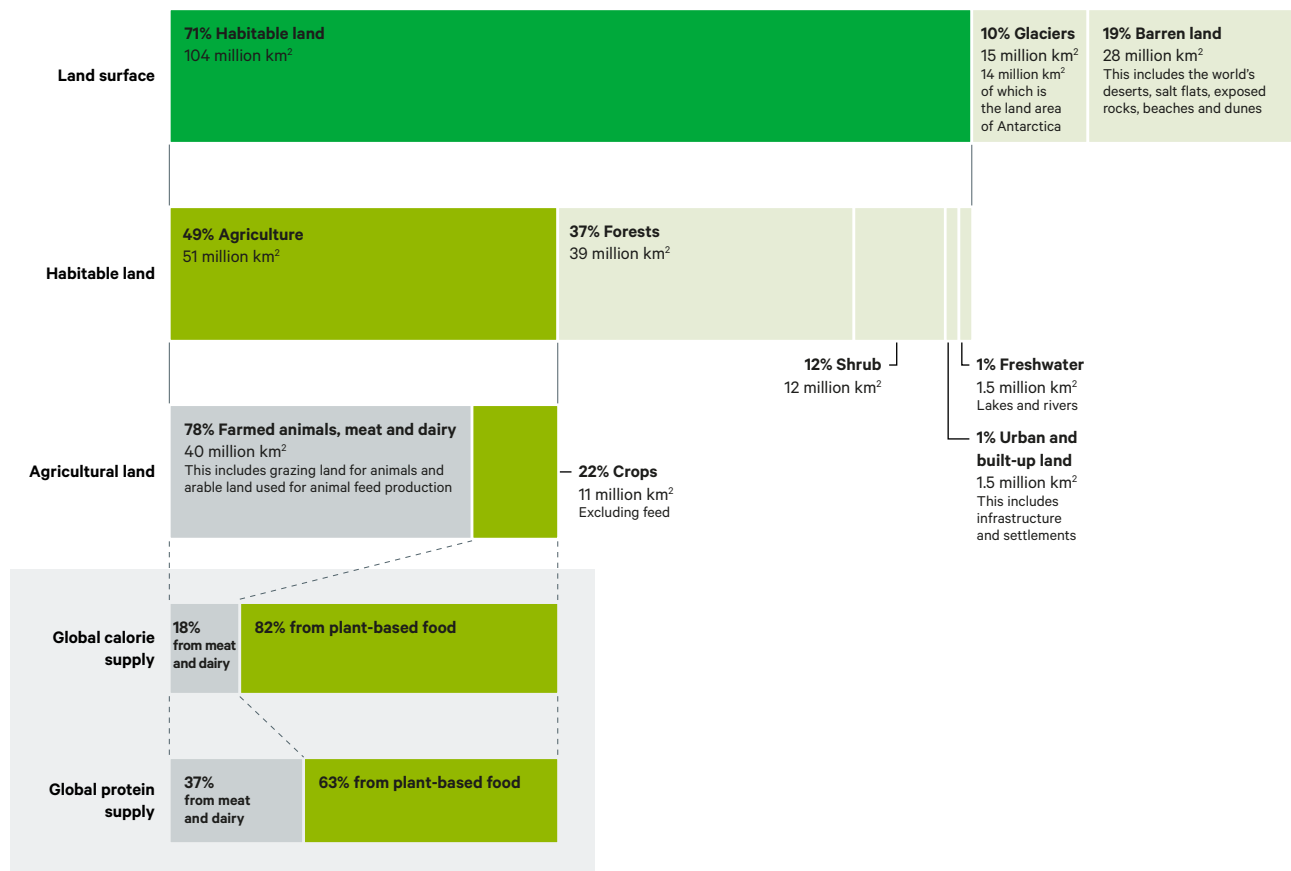 Land surface
71% Habitable land
104 million km²
10% Glaciers
15 million km²
14 million km²
of which is
the land area
of Antarctica
19% Barren land
28 million km²
This includes the world's
deserts, salt flats, exposed
rocks, beaches and dunes
Habitable land
49% Agriculture
51 million km²
37% Forests
39 million km²
12% Shrub
12 million km²
1% Freshwater
1.5 million km²
Lakes and rivers
1% Urban and
built-up land
1.5 million km²
This includes
infrastructure
and settlements
Agricultural land
78% Farmed animals, meat and dairy
40 million km²
This includes grazing land for animals and
arable land used for animal feed production
22% Crops
11 million km²
Excluding feed
Global calorie
supply
18%
from meat
and dairy
82% from plant-based food
Global protein
supply
37%
from meat
and dairy
63% from plant-based food